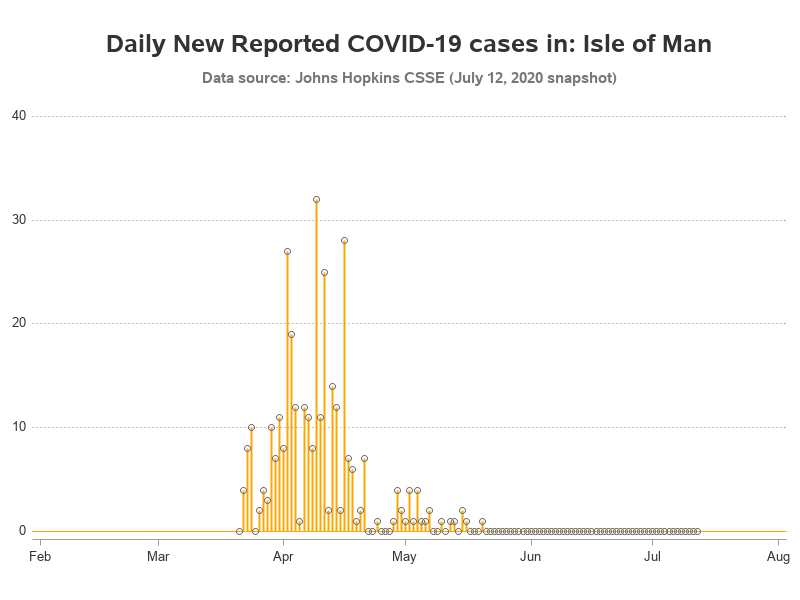 Daily New Reported COVID-19 cases in: Isle of Man
Data source: Johns Hopkins CSSE (July 12, 2020 snapshot)
40
30
20
10
0
Feb Mar Apr May Jun Jul Aug